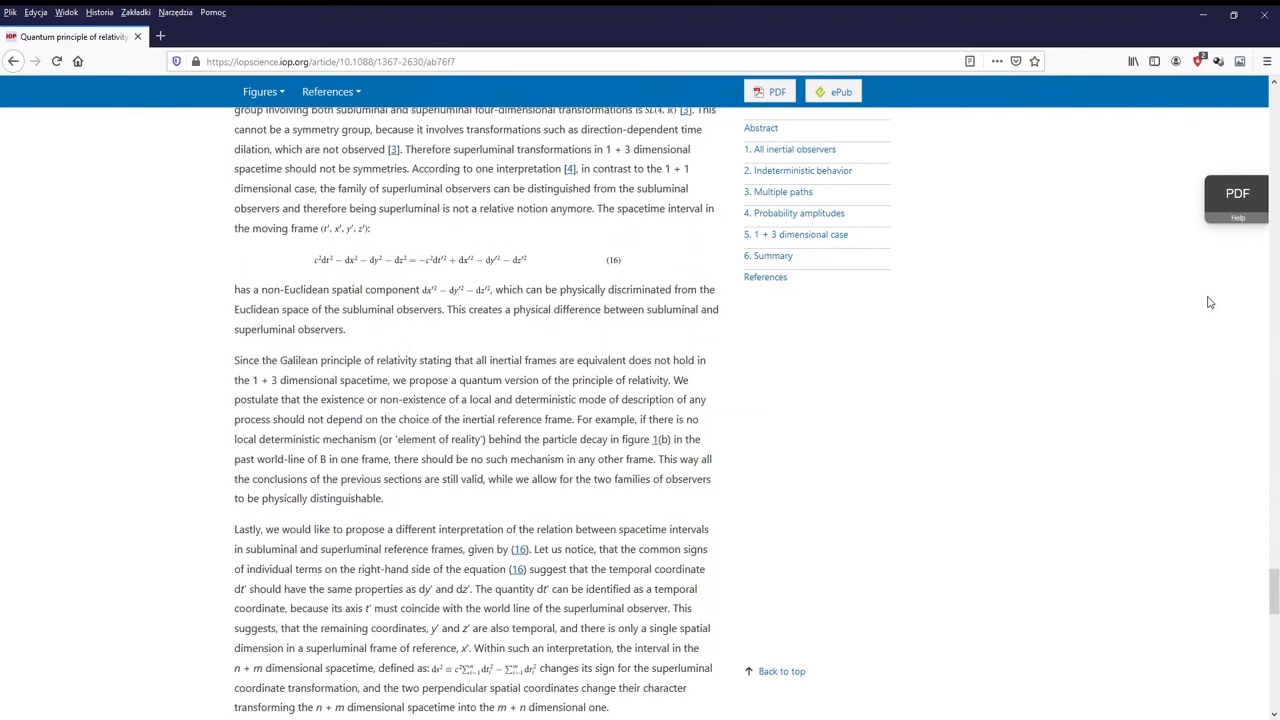 Plik Edycja Widok Historia Zakładki Narzędzia Pomoc
IOP Quantum principle of relativity
https://iopscience.iop.org/article/10.1088/1367-2630/ab76f7
2
Figures References PDF ePub
group involving both subluminal and superluminal four-dimensional transformations is SL(4, ℝ) [3]. This
cannot be a symmetry group, because it involves transformations such as direction-dependent time
dilation, which are not observed [3]. Therefore superluminal transformations in 1 + 3 dimensional
spacetime should not be symmetries. According to one interpretation [4], in contrast to the 1 + 1
dimensional case, the family of superluminal observers can be distinguished from the subluminal
observers and therefore being superluminal is not a relative notion anymore. The spacetime interval in
the moving frame (t′, x′, y′, z′):
c²dt² − dx² − dy² − dz² = −c²dt′² + dx′² − dy′² − dz′² (16)
has a non-Euclidean spatial component dx′² − dy′² − dz′², which can be physically discriminated from the
Euclidean space of the subluminal observers. This creates a physical difference between subluminal and
superluminal observers.
Since the Galilean principle of relativity stating that all inertial frames are equivalent does not hold in
the 1 + 3 dimensional spacetime, we propose a quantum version of the principle of relativity. We
postulate that the existence or non-existence of a local and deterministic mode of description of any
process should not depend on the choice of the inertial reference frame. For example, if there is no
local deterministic mechanism (or 'element of reality') behind the particle decay in figure 1(b) in the
past world-line of B in one frame, there should be no such mechanism in any other frame. This way all
the conclusions of the previous sections are still valid, while we allow for the two families of observers
to be physically distinguishable.
Lastly, we would like to propose a different interpretation of the relation between spacetime intervals
in subluminal and superluminal reference frames, given by (16). Let us notice, that the common signs
of individual terms on the right-hand side of the equation (16) suggest that the temporal coordinate
dt′ should have the same properties as dy′ and dz′. The quantity dt′ can be identified as a temporal
coordinate, because its axis t′ must coincide with the world line of the superluminal observer. This
suggests, that the remaining coordinates, y′ and z′ are also temporal, and there is only a single spatial
dimension in a superluminal frame of reference, x′. Within such an interpretation, the interval in the
n + m dimensional spacetime, defined as: ds² ≡ c²∑ⁿᵢ₌₁dtᵢ² − ∑ᵐᵢ₌₁drᵢ² changes its sign for the superluminal
coordinate transformation, and the two perpendicular spatial coordinates change their character
transforming the n + m dimensional spacetime into the m + n dimensional one.
Abstract
1. All inertial observers
2. Indeterministic behavior
3. Multiple paths
4. Probability amplitudes
5. 1 + 3 dimensional case
6. Summary
References
Back to top
PDF
Help